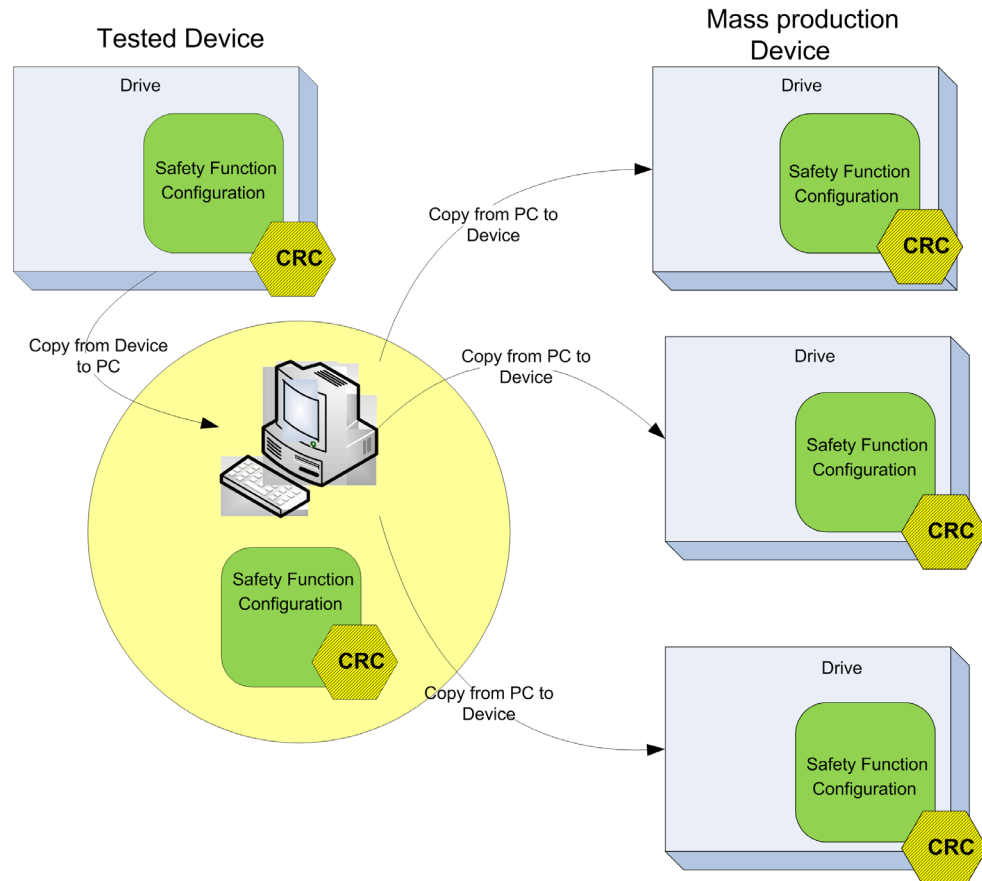 Tested Device
Drive
Safety Function
Configuration
CRC
Copy from Device
to PC
Safety Function
Configuration
CRC
Copy from PC to
Device
Copy from PC to
Device
Copy from PC to
Device
Mass production
Device
Drive
Safety Function
Configuration
CRC
Drive
Safety Function
Configuration
CRC
Drive
Safety Function
Configuration
CRC